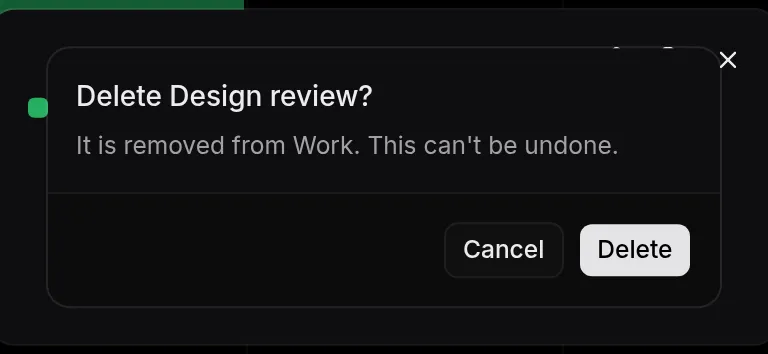 Delete Design review?
It is removed from Work. This can't be undone.
Cancel
Delete